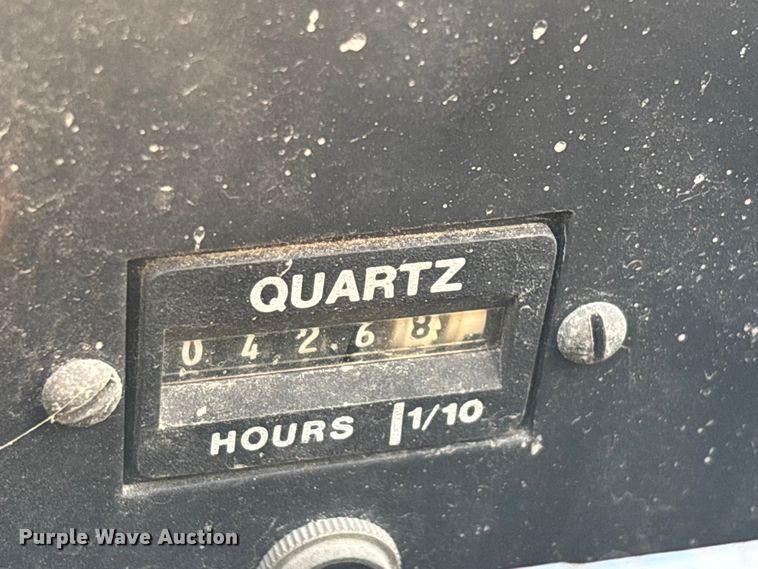 QUARTZ
0 4 2 6 8
HOURS 1/10
Purple Wave Auction